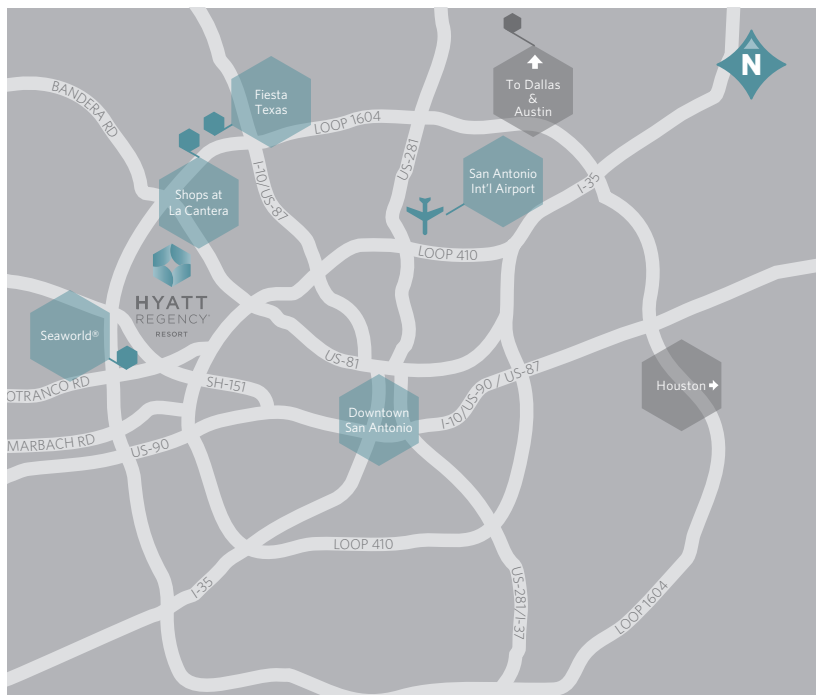 N
To Dallas
&
Austin
Fiesta
Texas
BANDERA RD
LOOP 1604
US-281
San Antonio
Int'l Airport
I-35
I-10/US-87
Shops at
La Cantera
LOOP 410
HYATT
REGENCY
RESORT
Seaworld®
US-81
OTRANCO RD
SH-151
I-10/US-90 / US-87
Houston
Downtown
San Antonio
MARBACH RD
US-90
LOOP 410
I-35
US-281/I-37
LOOP 1604